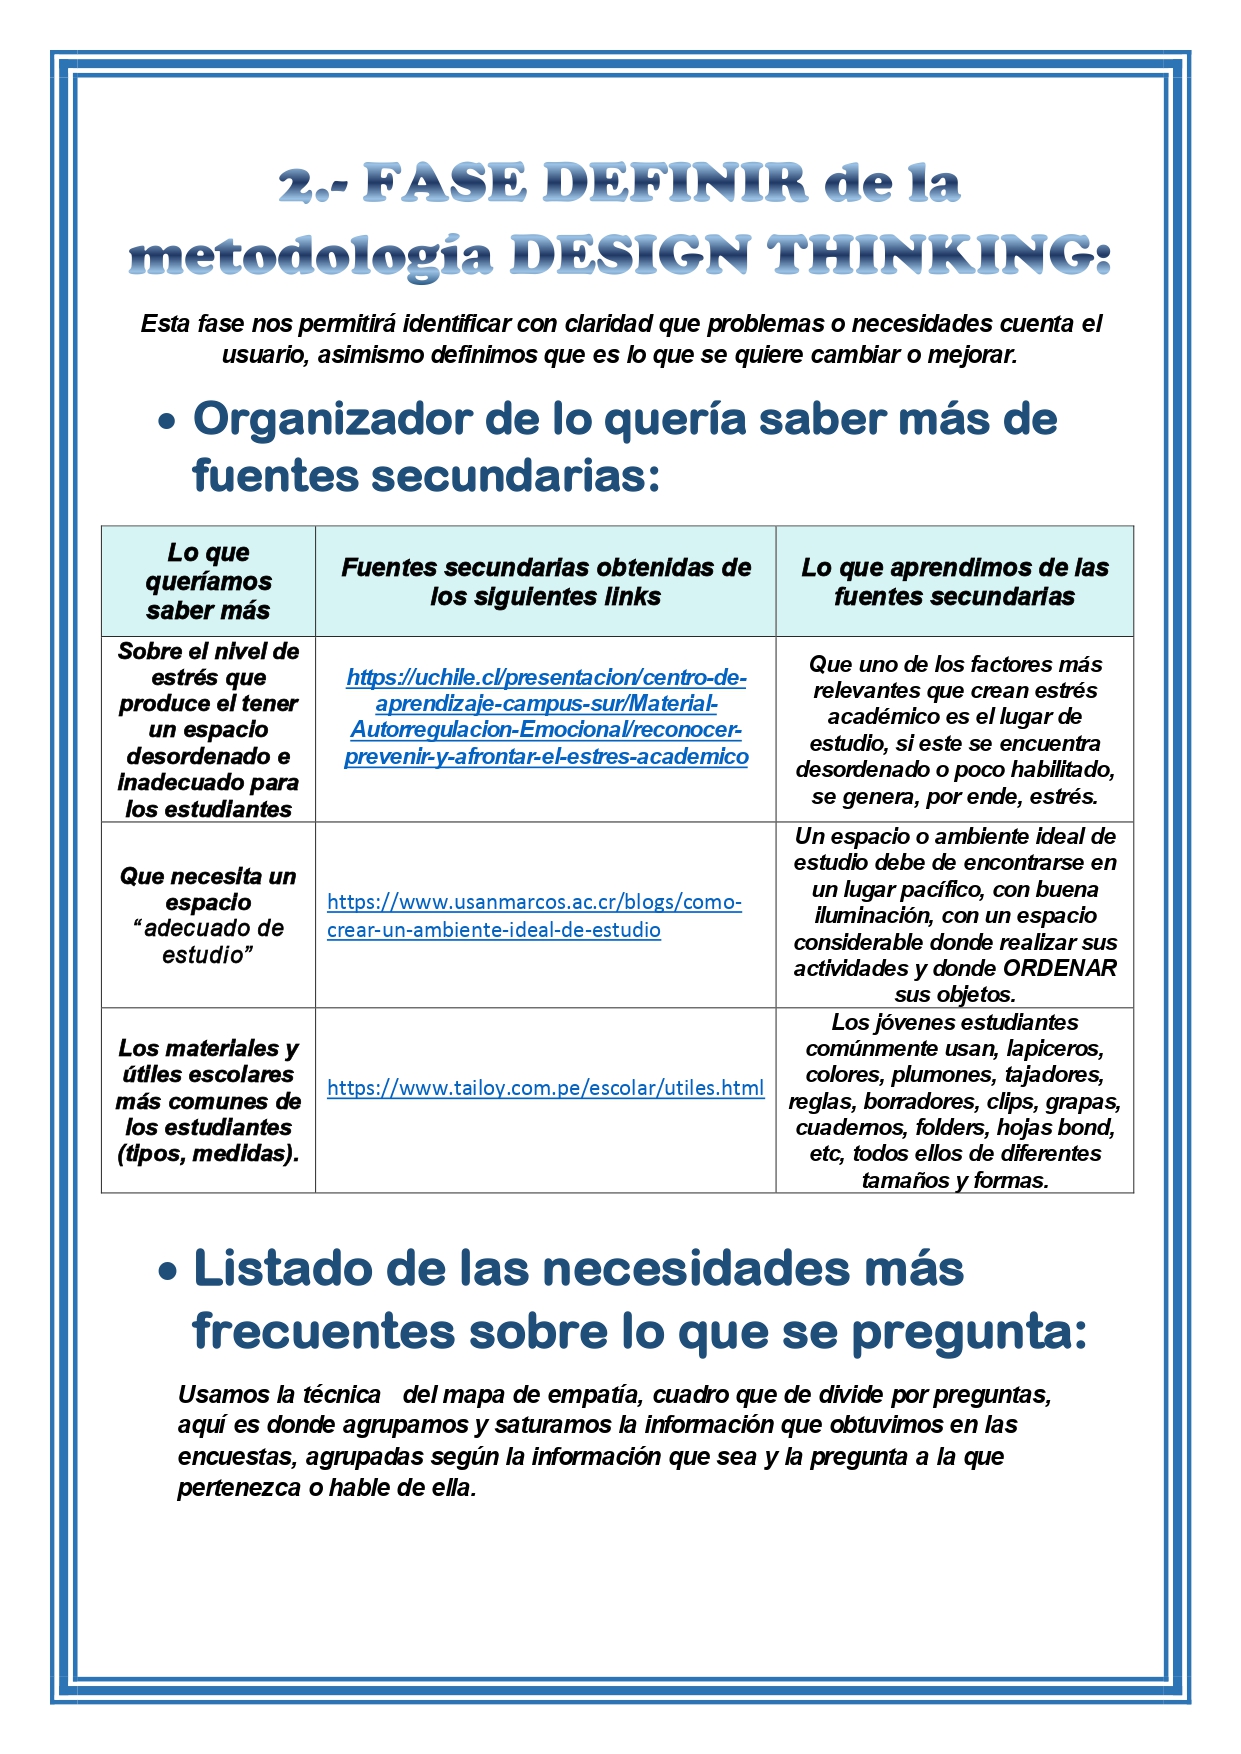 2.- FASE DEFINIR de la
metodología DESIGN THINKING:
Esta fase nos permitirá identificar con claridad que problemas o necesidades cuenta el
usuario, asimismo definimos que es lo que se quiere cambiar o mejorar.
• Organizador de lo quería saber más de
fuentes secundarias:
Lo que
queríamos
saber más
Fuentes secundarias obtenidas de
los siguientes links
Lo que aprendimos de las
fuentes secundarias
Sobre el nivel de
estrés que
produce el tener
un espacio
desordenado e
inadecuado para
los estudiantes
https://uchile.cl/presentacion/centro-de-
aprendizaje-campus-sur/Material-
Autorregulacion-Emocional/reconocer-
prevenir-y-afrontar-el-estres-academico
Que uno de los factores más
relevantes que crean estrés
académico es el lugar de
estudio, si este se encuentra
desordenado o poco habilitado,
se genera, por ende, estrés.
Que necesita un
espacio
“adecuado de
estudio”
https://www.usanmarcos.ac.cr/blogs/como-
crear-un-ambiente-ideal-de-estudio
Un espacio o ambiente ideal de
estudio debe de encontrarse en
un lugar pacífico, con buena
iluminación, con un espacio
considerable donde realizar sus
actividades y donde ORDENAR
sus objetos.
Los materiales y
útiles escolares
más comunes de
los estudiantes
(tipos, medidas).
https://www.tailoy.com.pe/escolar/utiles.html
Los jóvenes estudiantes
comúnmente usan, lapiceros,
colores, plumones, tajadores,
reglas, borradores, clips, grapas,
cuadernos, folders, hojas bond,
etc, todos ellos de diferentes
tamaños y formas.
• Listado de las necesidades más
frecuentes sobre lo que se pregunta:
Usamos la técnica del mapa de empatía, cuadro que de divide por preguntas,
aquí es donde agrupamos y saturamos la información que obtuvimos en las
encuestas, agrupadas según la información que sea y la pregunta a la que
pertenezca o hable de ella.